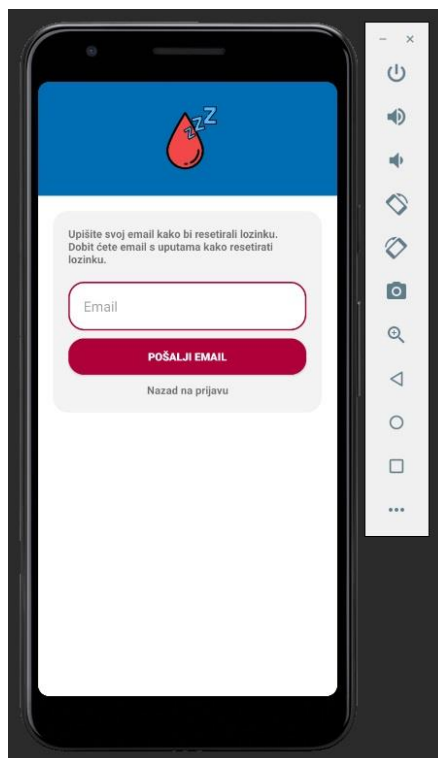 zzZ
Upišite svoj email kako bi resetirali lozinku.
Dobit ćete email s uputama kako resetirati
lozinku.
Email
POŠALJI EMAIL
Nazad na prijavu